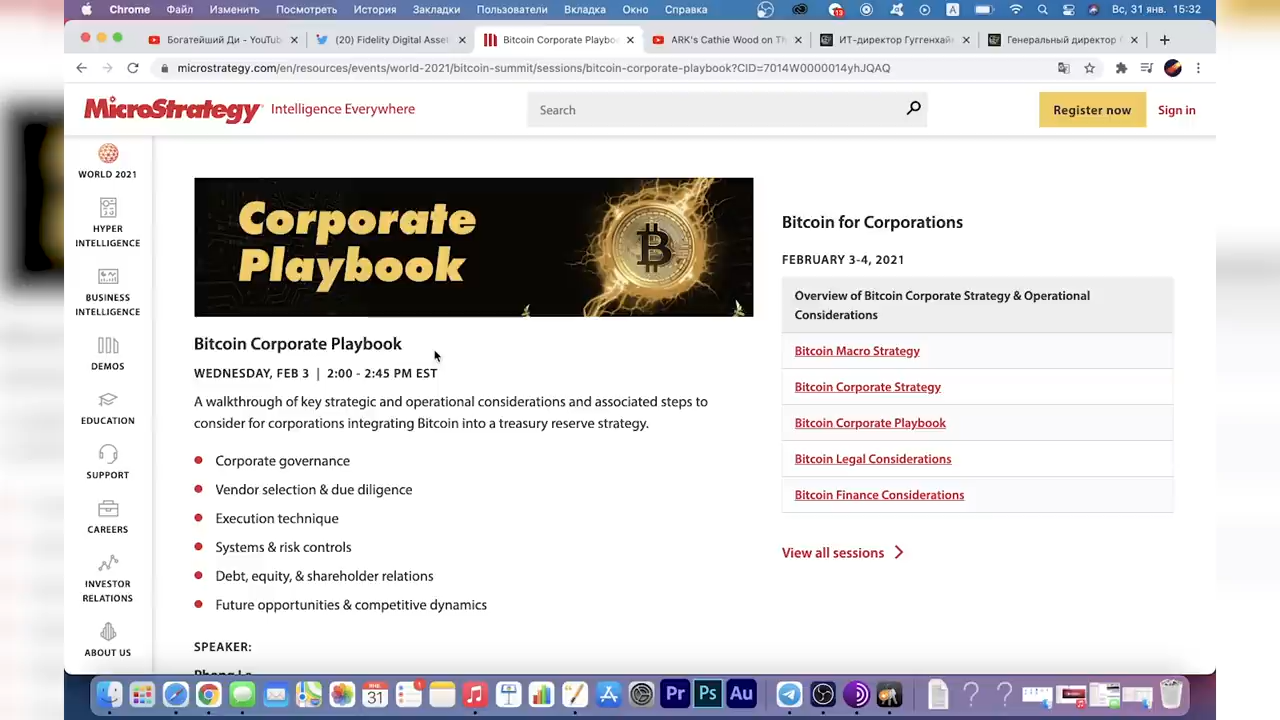 Chrome Файл Изменить Посмотреть История Закладки Пользователи Вкладка Окно Справка
13 A Вс, 31 янв. 15:32
Богатейший Ди - YouTub
(20) Fidelity Digital Asset
Bitcoin Corporate Playboo
ARK's Cathie Wood on Th
ИТ-директор Гуггенхай
Генеральный директор
microstrategy.com/en/resources/events/world-2021/bitcoin-summit/sessions/bitcoin-corporate-playbook?CID=7014W0000014yhJQAQ
MicroStrategy Intelligence Everywhere
Search
Register now
Sign in
WORLD 2021
HYPER
INTELLIGENCE
BUSINESS
INTELLIGENCE
DEMOS
EDUCATION
SUPPORT
CAREERS
INVESTOR
RELATIONS
ABOUT US
Corporate
Playbook
Bitcoin Corporate Playbook
WEDNESDAY, FEB 3 | 2:00 - 2:45 PM EST
A walkthrough of key strategic and operational considerations and associated steps to
consider for corporations integrating Bitcoin into a treasury reserve strategy.
Corporate governance
Vendor selection & due diligence
Execution technique
Systems & risk controls
Debt, equity, & shareholder relations
Future opportunities & competitive dynamics
SPEAKER:
Bitcoin for Corporations
FEBRUARY 3-4, 2021
Overview of Bitcoin Corporate Strategy & Operational
Considerations
Bitcoin Macro Strategy
Bitcoin Corporate Strategy
Bitcoin Corporate Playbook
Bitcoin Legal Considerations
Bitcoin Finance Considerations
View all sessions
31
1
Pr
Ps
Au